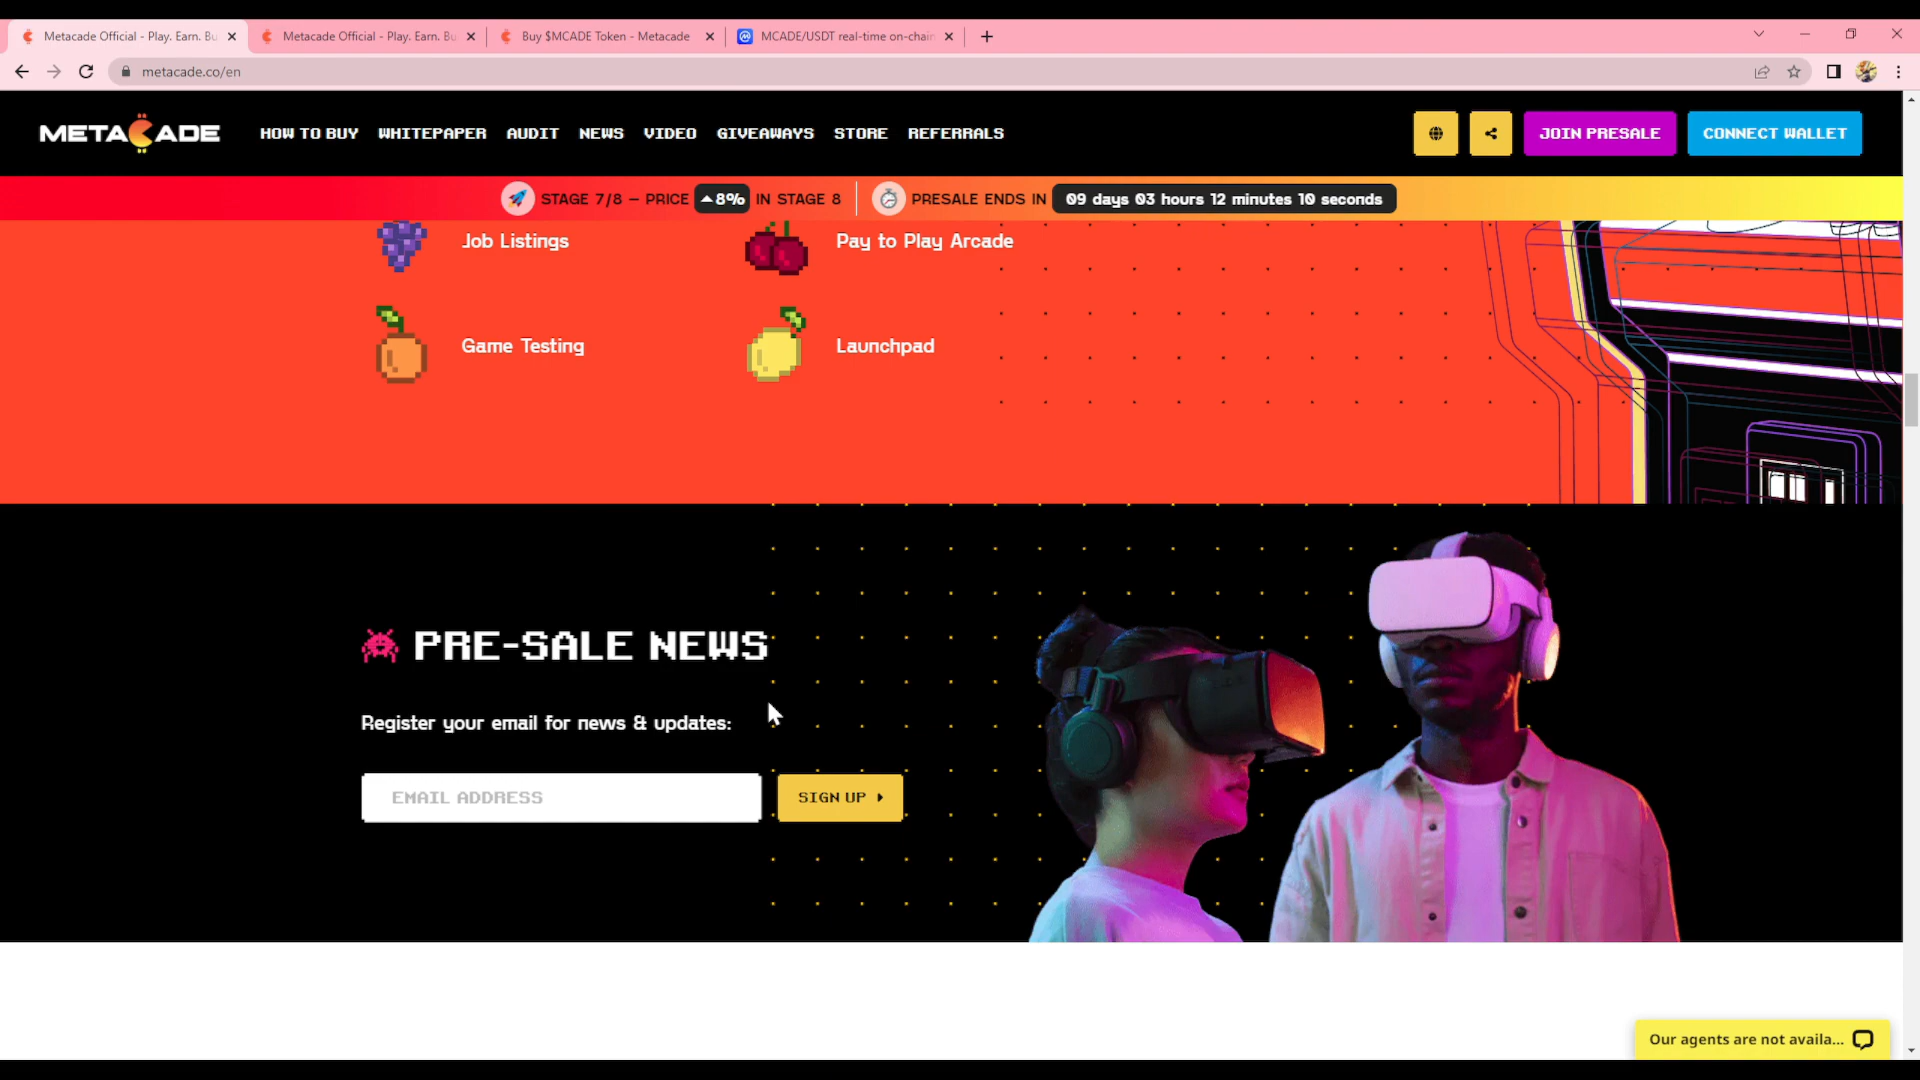 Metacade Official - Play. Earn. Bu
Metacade Official - Play. Earn. Bu
Buy $MCADE Token - Metacade
MCADE/USDT real-time on-chain
metacade.co/en
METACADE
HOW TO BUY
WHITEPAPER
AUDIT
NEWS
VIDEO
GIVEAWAYS
STORE
REFERRALS
JOIN PRESALE
CONNECT WALLET
STAGE 7/8 – PRICE ▲8% IN STAGE 8
PRESALE ENDS IN 09 days 03 hours 12 minutes 10 seconds
Job Listings
Pay to Play Arcade
Game Testing
Launchpad
PRE-SALE NEWS
Register your email for news & updates:
EMAIL ADDRESS
SIGN UP
Our agents are not availa...